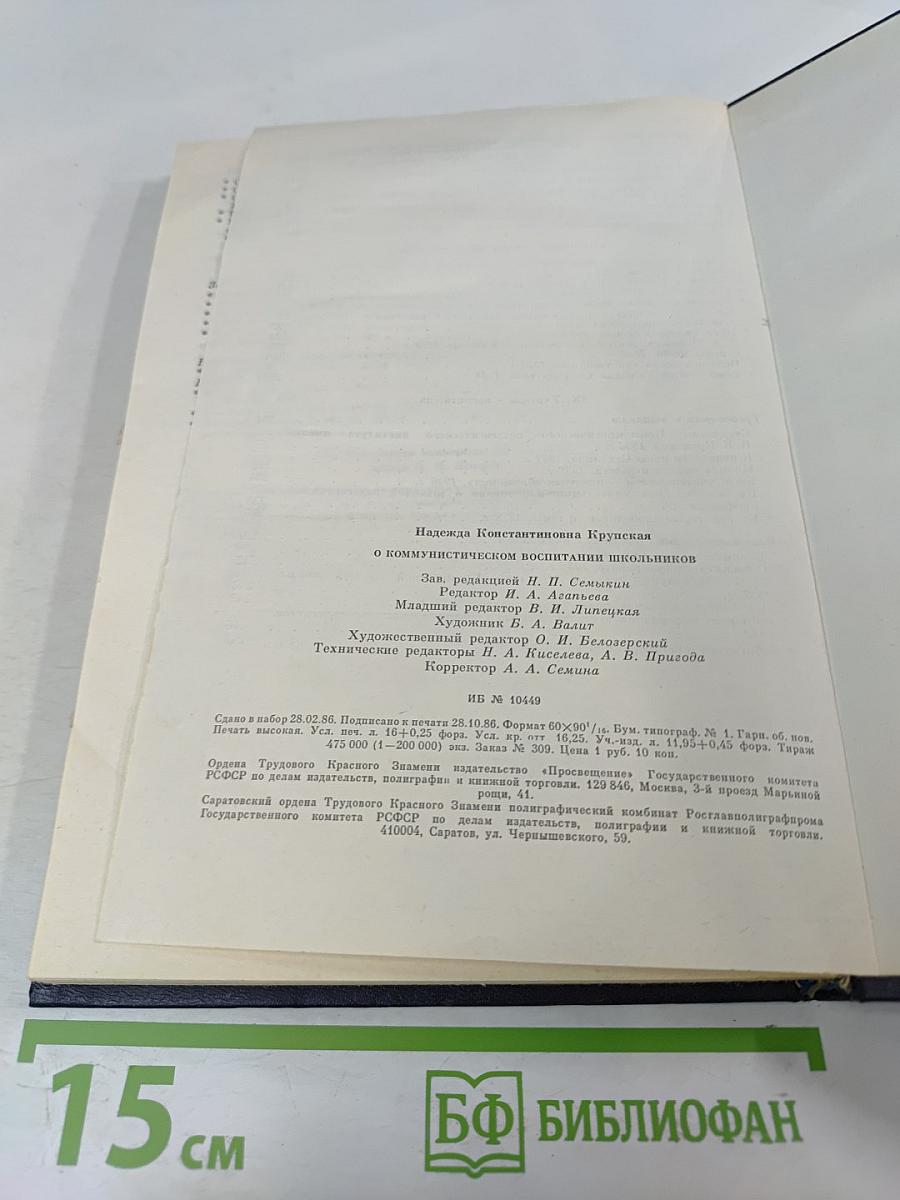 Надежда Константиновна Крупская
О КОММУНИСТИЧЕСКОМ ВОСПИТАНИИ ШКОЛЬНИКОВ
Зав. редакцией Н. П. Семыкин
Редактор И. А. Агапьева
Младший редактор В. И. Липецкая
Художник Б. А. Валит
Художественный редактор О. И. Белозерский
Технические редакторы Н. А. Киселева, А. В. Пригода
Корректор А. А. Семина
ИБ № 10449
Сдано в набор 28.02.86. Подписано к печати 28.10.86. Формат 60×90¹/₁₆. Бум. типограф. № 1. Гарн. об. нов.
Печать высокая. Усл. печ. л. 16+0,25 форз. Усл. кр. отт 16,25. Уч.-изд. л. 11,95+0,45 форз. Тираж
475 000 (1—200 000) экз. Заказ № 309. Цена 1 руб. 10 коп.
Ордена Трудового Красного Знамени издательство «Просвещение» Государственного комитета
РСФСР по делам издательств, полиграфии и книжной торговли. 129 846, Москва, 3-й проезд Марьиной
рощи, 41.
Саратовский ордена Трудового Красного Знамени полиграфический комбинат Росглавполиграфпрома
Государственного комитета РСФСР по делам издательств, полиграфии и книжной торговли.
410004, Саратов, ул. Чернышевского, 59.
15 см
БФ БИБЛИОФАН